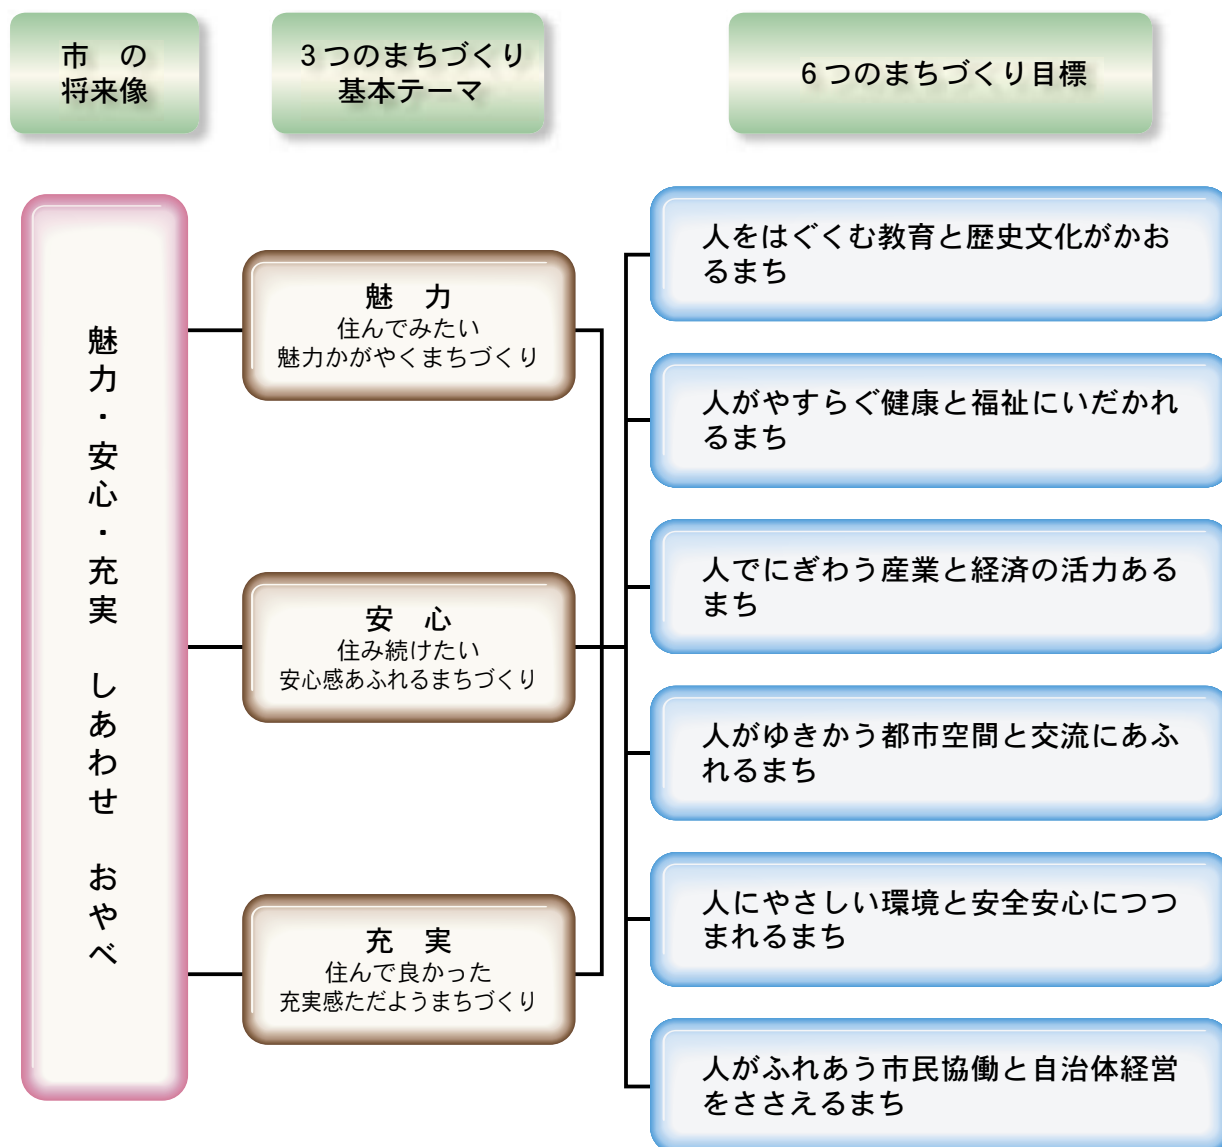 市　の
将来像
3つのまちづくり
基本テーマ
6つのまちづくり目標
魅力・安心・充実　しあわせ　おやべ
魅　力
住んでみたい
魅力かがやくまちづくり
安　心
住み続けたい
安心感あふれるまちづくり
充　実
住んで良かった
充実感ただようまちづくり
人をはぐくむ教育と歴史文化がかお
るまち
人がやすらぐ健康と福祉にいだかれ
るまち
人でにぎわう産業と経済の活力ある
まち
人がゆきかう都市空間と交流にあふ
れるまち
人にやさしい環境と安全安心につつ
まれるまち
人がふれあう市民協働と自治体経営
をささえるまち